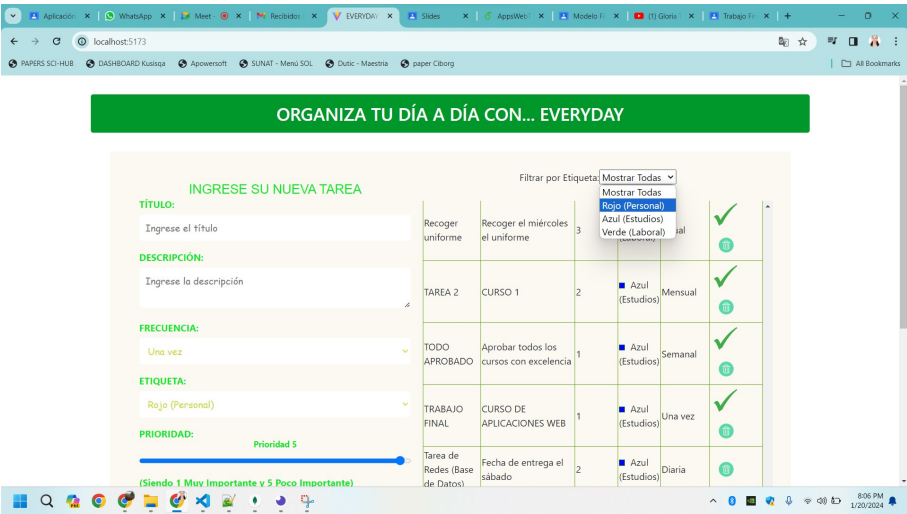 Aplicación
WhatsApp
Meet -
Recibidos
EVERYDAY
Slides
AppsWeb
Modelo
(1) Gloria
Trabajo
localhost:5173
PAPERS SCI-HUB
DASHBOARD Kusisqa
Apowersoft
SUNAT - Menú SOL
Dutic - Maestria
paper Ciborg
All Bookmarks
ORGANIZA TU DÍA A DÍA CON... EVERYDAY
INGRESE SU NUEVA TAREA
TÍTULO:
Ingrese el título
DESCRIPCIÓN:
Ingrese la descripción
FRECUENCIA:
Una vez
ETIQUETA:
Rojo (Personal)
PRIORIDAD:
Prioridad 5
(Siendo 1 Muy Importante y 5 Poco Importante)
Filtrar por Etiqueta: Mostrar Todas
Mostrar Todas
Rojo (Personal)
Azul (Estudios)
Verde (Laboral)
Recoger uniforme
Recoger el miércoles el uniforme
3
(Laboral)
TAREA 2
CURSO 1
2
Azul (Estudios)
Mensual
TODO APROBADO
Aprobar todos los cursos con excelencia
1
Azul (Estudios)
Semanal
TRABAJO FINAL
CURSO DE APLICACIONES WEB
1
Azul (Estudios)
Una vez
Tarea de Redes (Base de Datos)
Fecha de entrega el sábado
2
Azul (Estudios)
Diaria
8:06 PM
1/20/2024